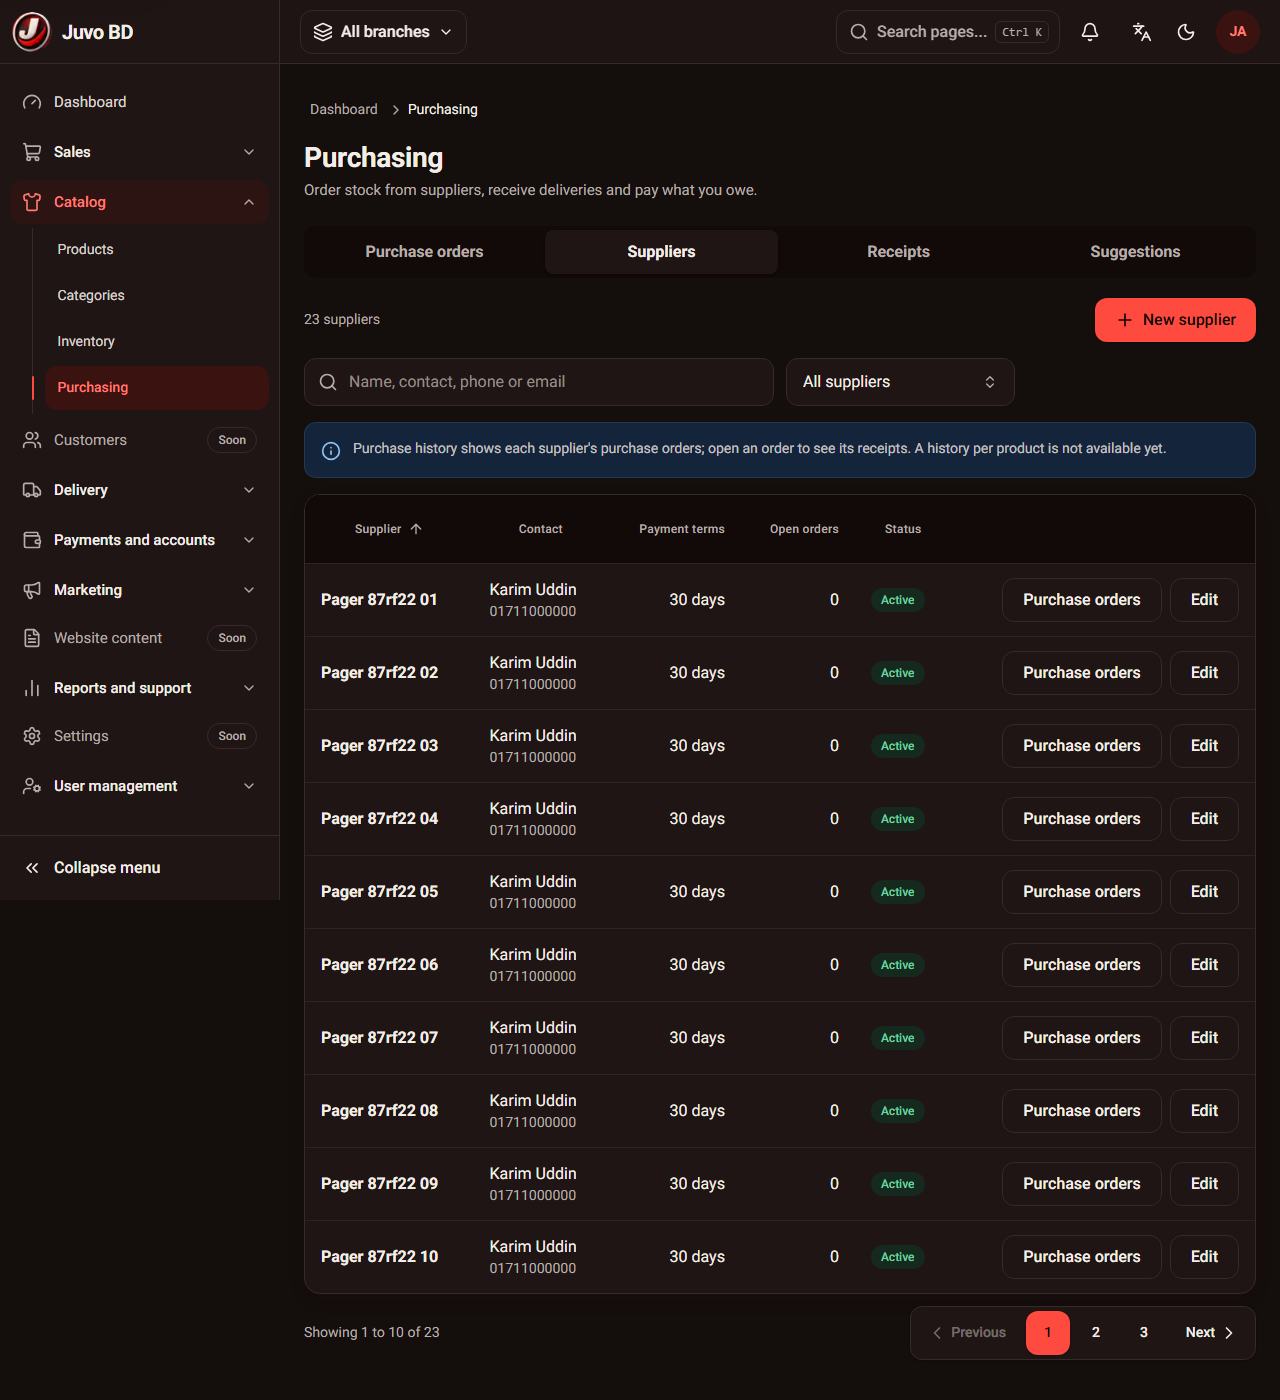 Juvo BD
All branches
Search pages... Ctrl K
JA
Dashboard
Sales
Catalog
Products
Categories
Inventory
Purchasing
Customers Soon
Delivery
Payments and accounts
Marketing
Website content Soon
Reports and support
Settings Soon
User management
Collapse menu
Dashboard Purchasing
Purchasing
Order stock from suppliers, receive deliveries and pay what you owe.
Purchase orders Suppliers Receipts Suggestions
23 suppliers
New supplier
Name, contact, phone or email
All suppliers
Purchase history shows each supplier's purchase orders; open an order to see its receipts. A history per product is not available yet.
Supplier Contact Payment terms Open orders Status
Pager 87rf22 01 Karim Uddin 30 days 0 Active Purchase orders Edit
01711000000
Pager 87rf22 02 Karim Uddin 30 days 0 Active Purchase orders Edit
01711000000
Pager 87rf22 03 Karim Uddin 30 days 0 Active Purchase orders Edit
01711000000
Pager 87rf22 04 Karim Uddin 30 days 0 Active Purchase orders Edit
01711000000
Pager 87rf22 05 Karim Uddin 30 days 0 Active Purchase orders Edit
01711000000
Pager 87rf22 06 Karim Uddin 30 days 0 Active Purchase orders Edit
01711000000
Pager 87rf22 07 Karim Uddin 30 days 0 Active Purchase orders Edit
01711000000
Pager 87rf22 08 Karim Uddin 30 days 0 Active Purchase orders Edit
01711000000
Pager 87rf22 09 Karim Uddin 30 days 0 Active Purchase orders Edit
01711000000
Pager 87rf22 10 Karim Uddin 30 days 0 Active Purchase orders Edit
01711000000
Showing 1 to 10 of 23
Previous 1 2 3 Next